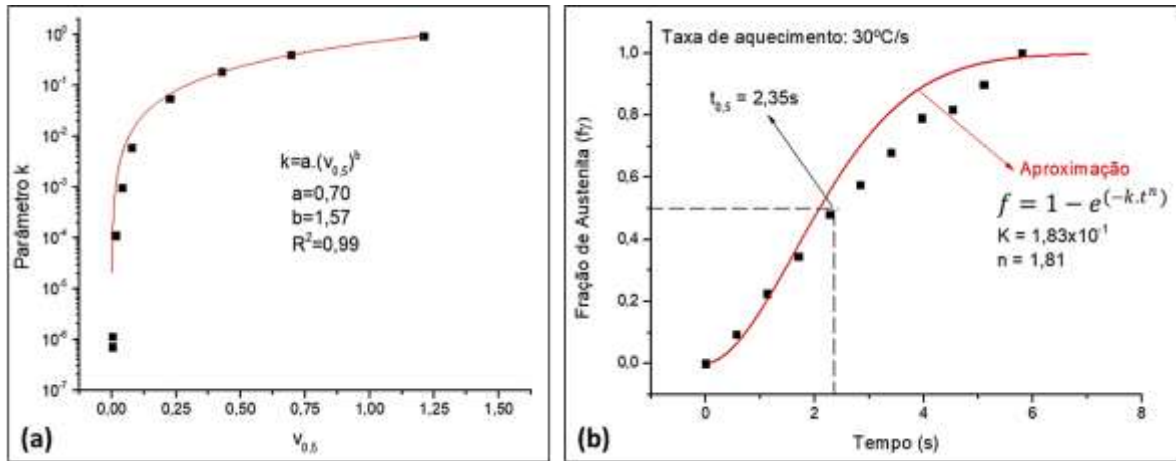 10⁰
10⁻¹
10⁻²
10⁻³
10⁻⁴
10⁻⁵
10⁻⁶
10⁻⁷
Parâmetro k
k=a.(v₀,₅)ᵇ
a=0,70
b=1,57
R²=0,99
0,00 0,25 0,50 0,75 1,00 1,25 1,50
v₀,₅
(a)
Taxa de aquecimento: 30ºC/s
t₀,₅ = 2,35s
1,0
0,8
0,6
0,4
0,2
0,0
Fração de Austenita (fγ)
Aproximação
f = 1 − e^(−k.tⁿ)
K = 1,83x10⁻¹
n = 1,81
0 2 4 6 8
Tempo (s)
(b)